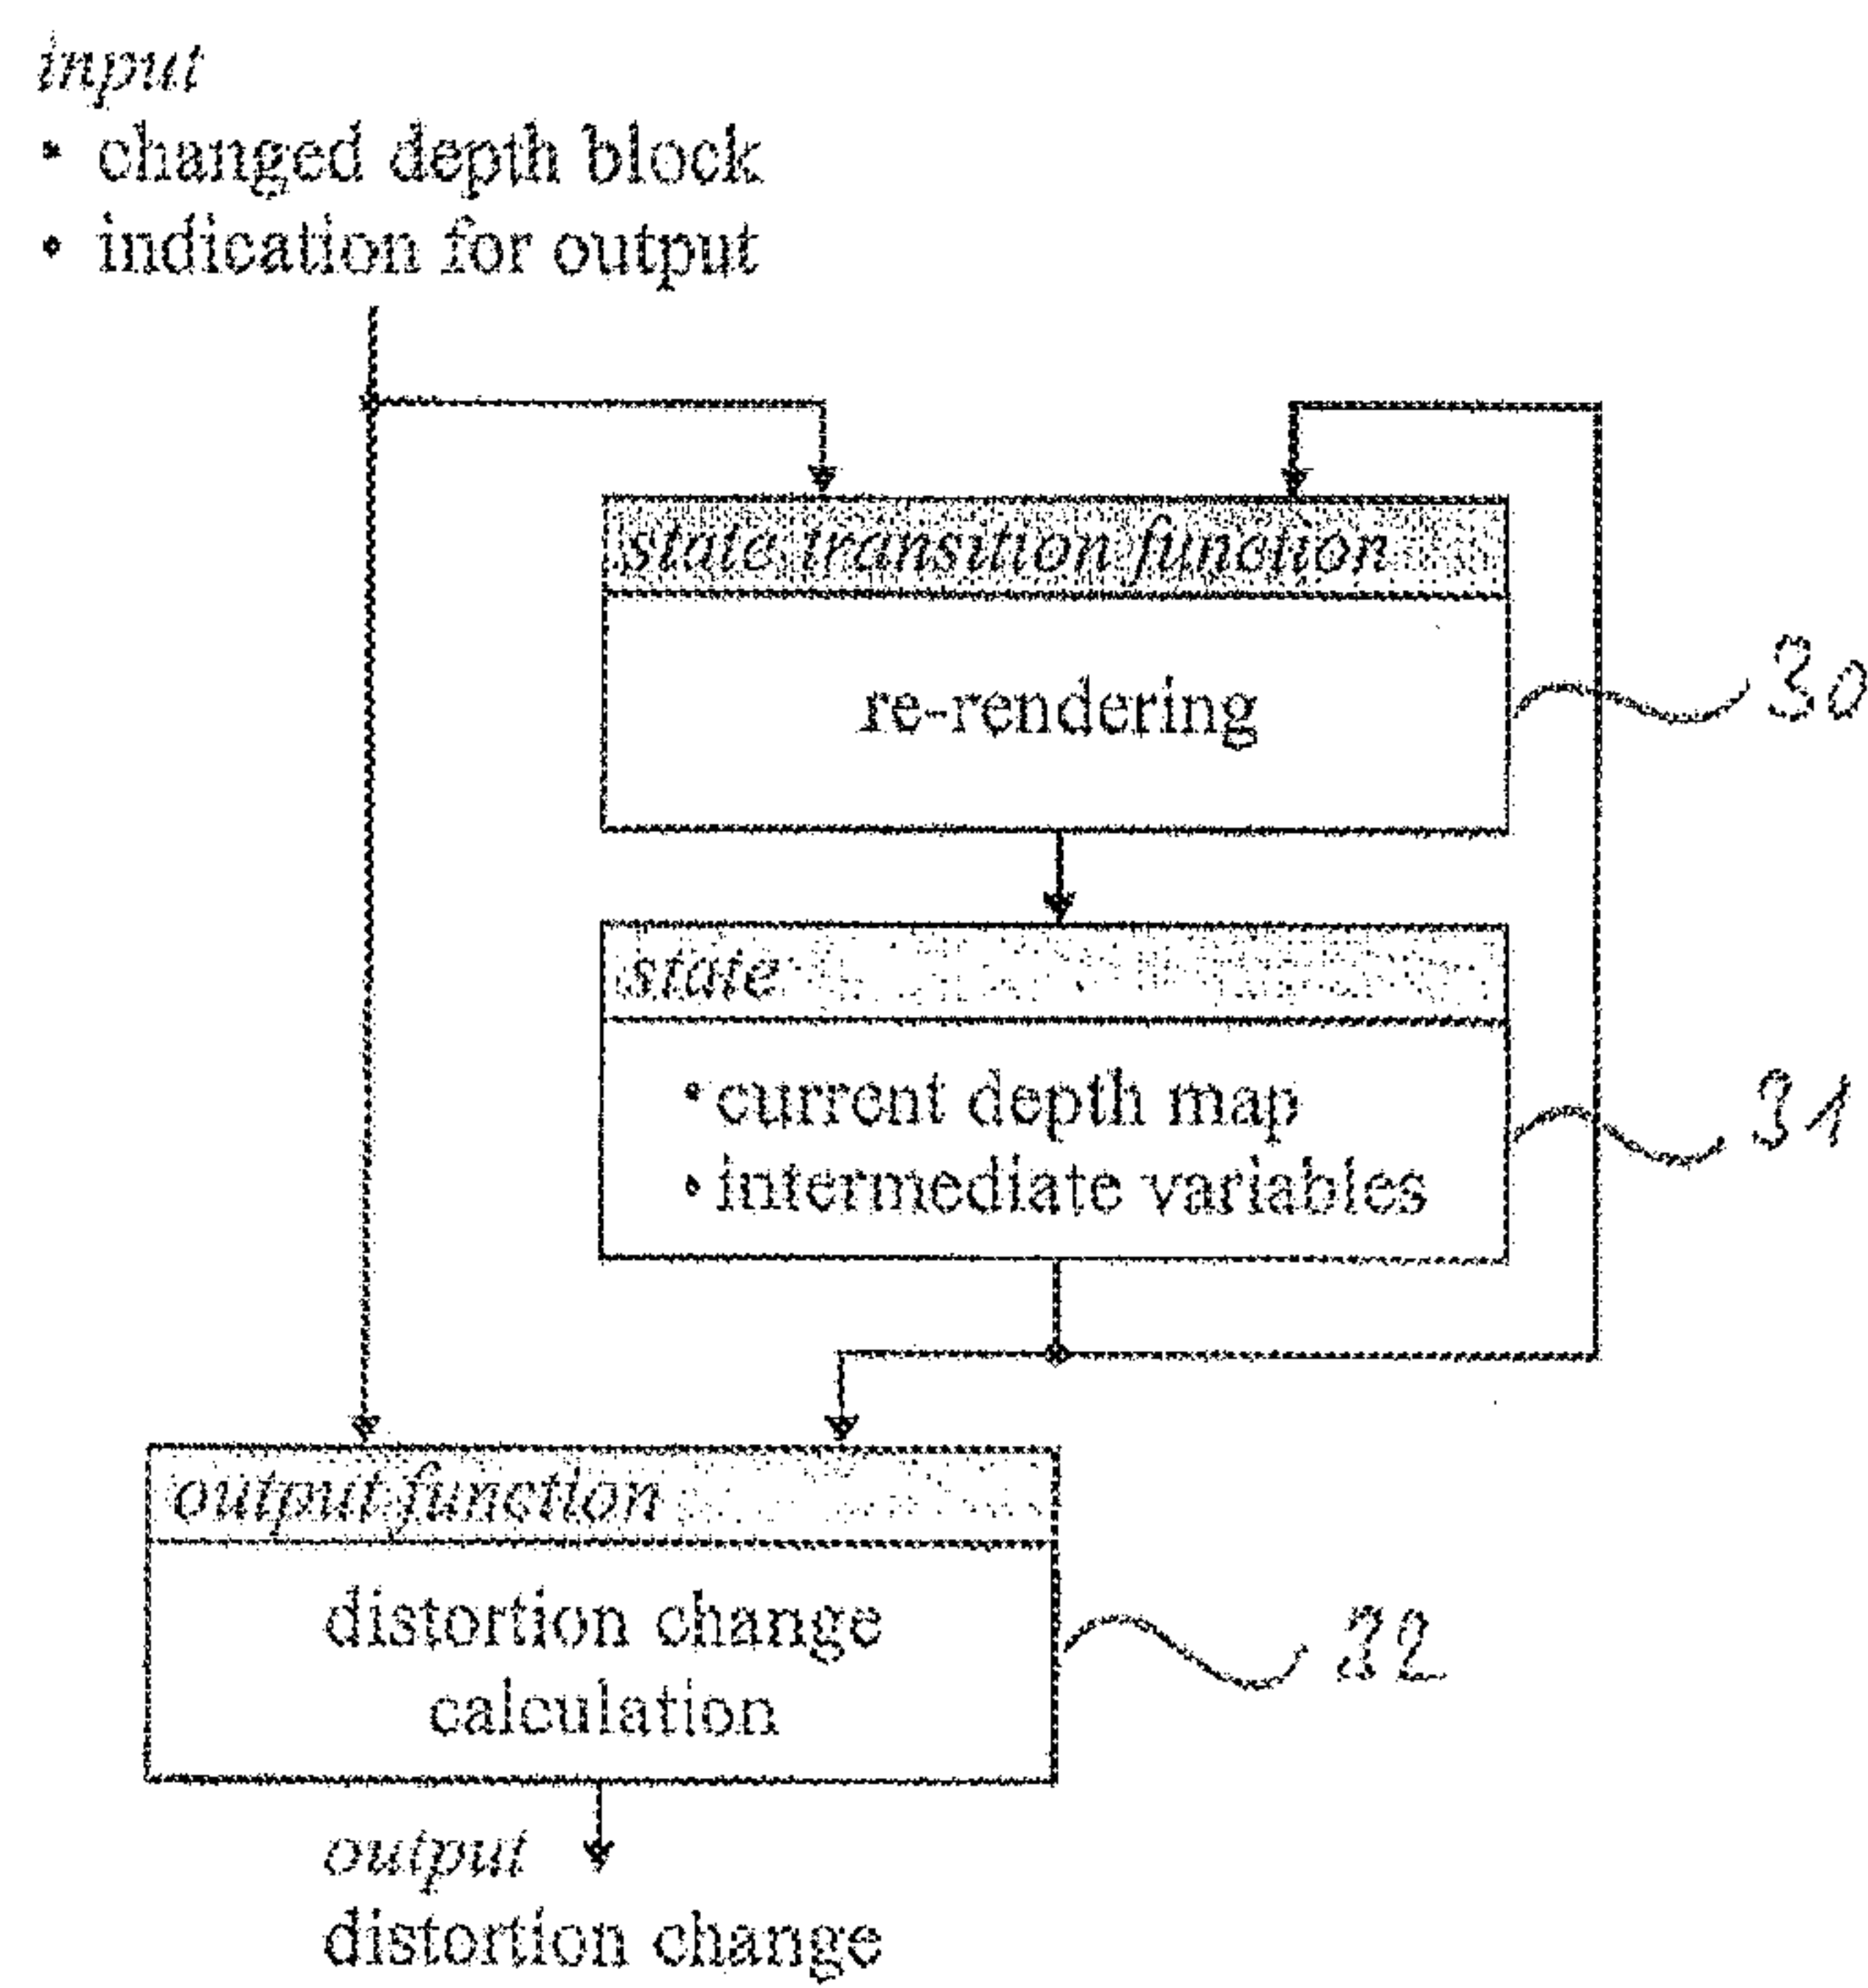 input
• changed depth block
• indication for output
state transition function
re-rendering
30
state
• current depth map
• intermediate variables
31
output function
distortion change
calculation
32
output
distortion change